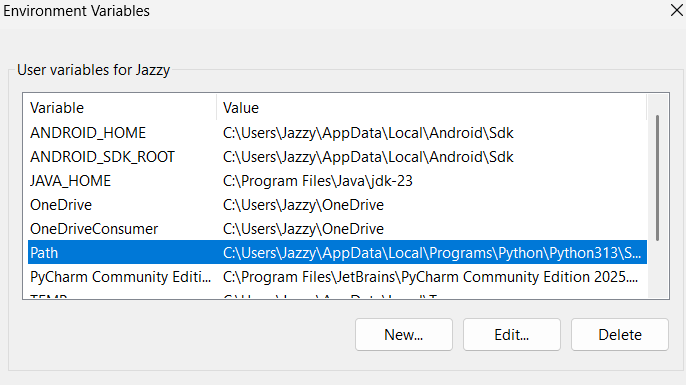 Environment Variables
User variables for Jazzy
Variable Value
ANDROID_HOME C:\Users\Jazzy\AppData\Local\Android\Sdk
ANDROID_SDK_ROOT C:\Users\Jazzy\AppData\Local\Android\Sdk
JAVA_HOME C:\Program Files\Java\jdk-23
OneDrive C:\Users\Jazzy\OneDrive
OneDriveConsumer C:\Users\Jazzy\OneDrive
Path C:\Users\Jazzy\AppData\Local\Programs\Python\Python313\S...
PyCharm Community Editi... C:\Program Files\JetBrains\PyCharm Community Edition 2025....
New... Edit... Delete